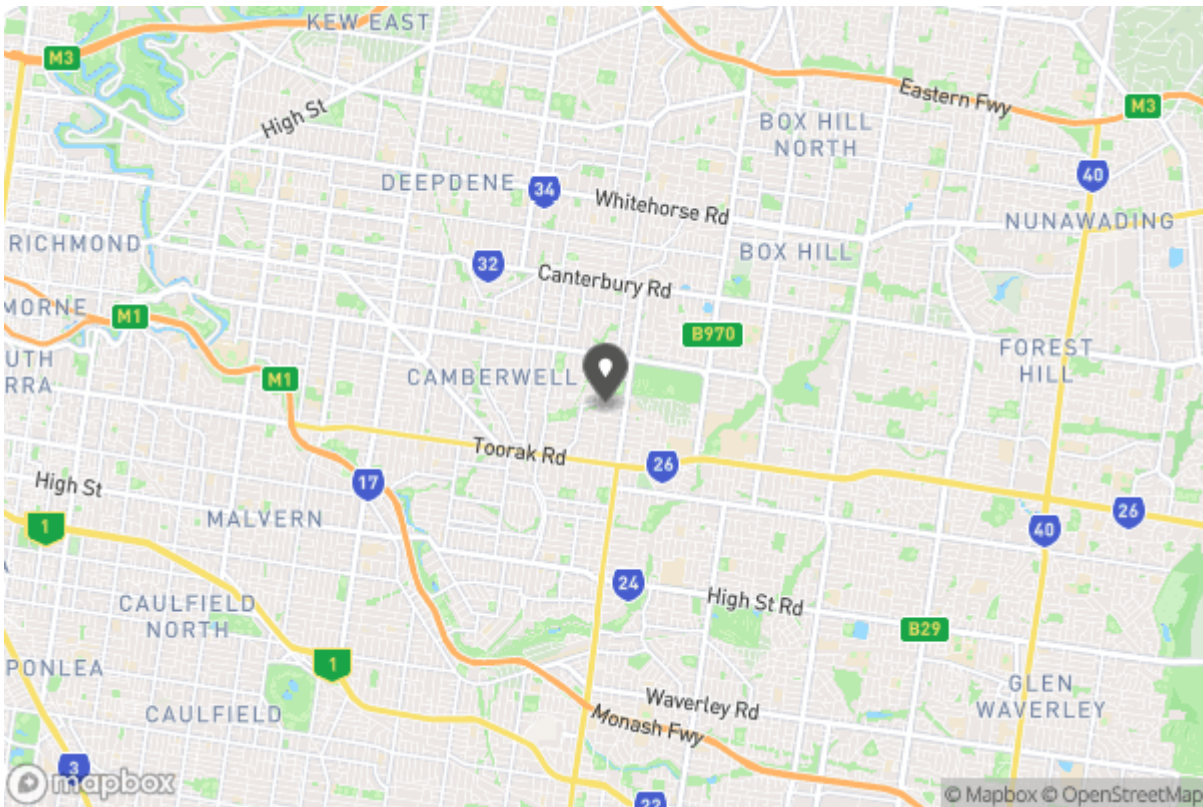 KEW EAST
M3
High St
Eastern Fwy
M3
BOX HILL
NORTH
DEEPDENE
34
40
Whitehorse Rd
NUNAWADING
RICHMOND
BOX HILL
32
Canterbury Rd
MORNE
M1
B970
UTH
RRA
FOREST
HILL
M1
CAMBERWELL
Toorak Rd
26
17
High St
MALVERN
26
1
40
24
High St Rd
CAULFIELD
NORTH
B29
1
PONLEA
GLEN
WAVERLEY
Waverley Rd
CAULFIELD
Monash Fwy
3
mapbox
22
© Mapbox © OpenStreetMap